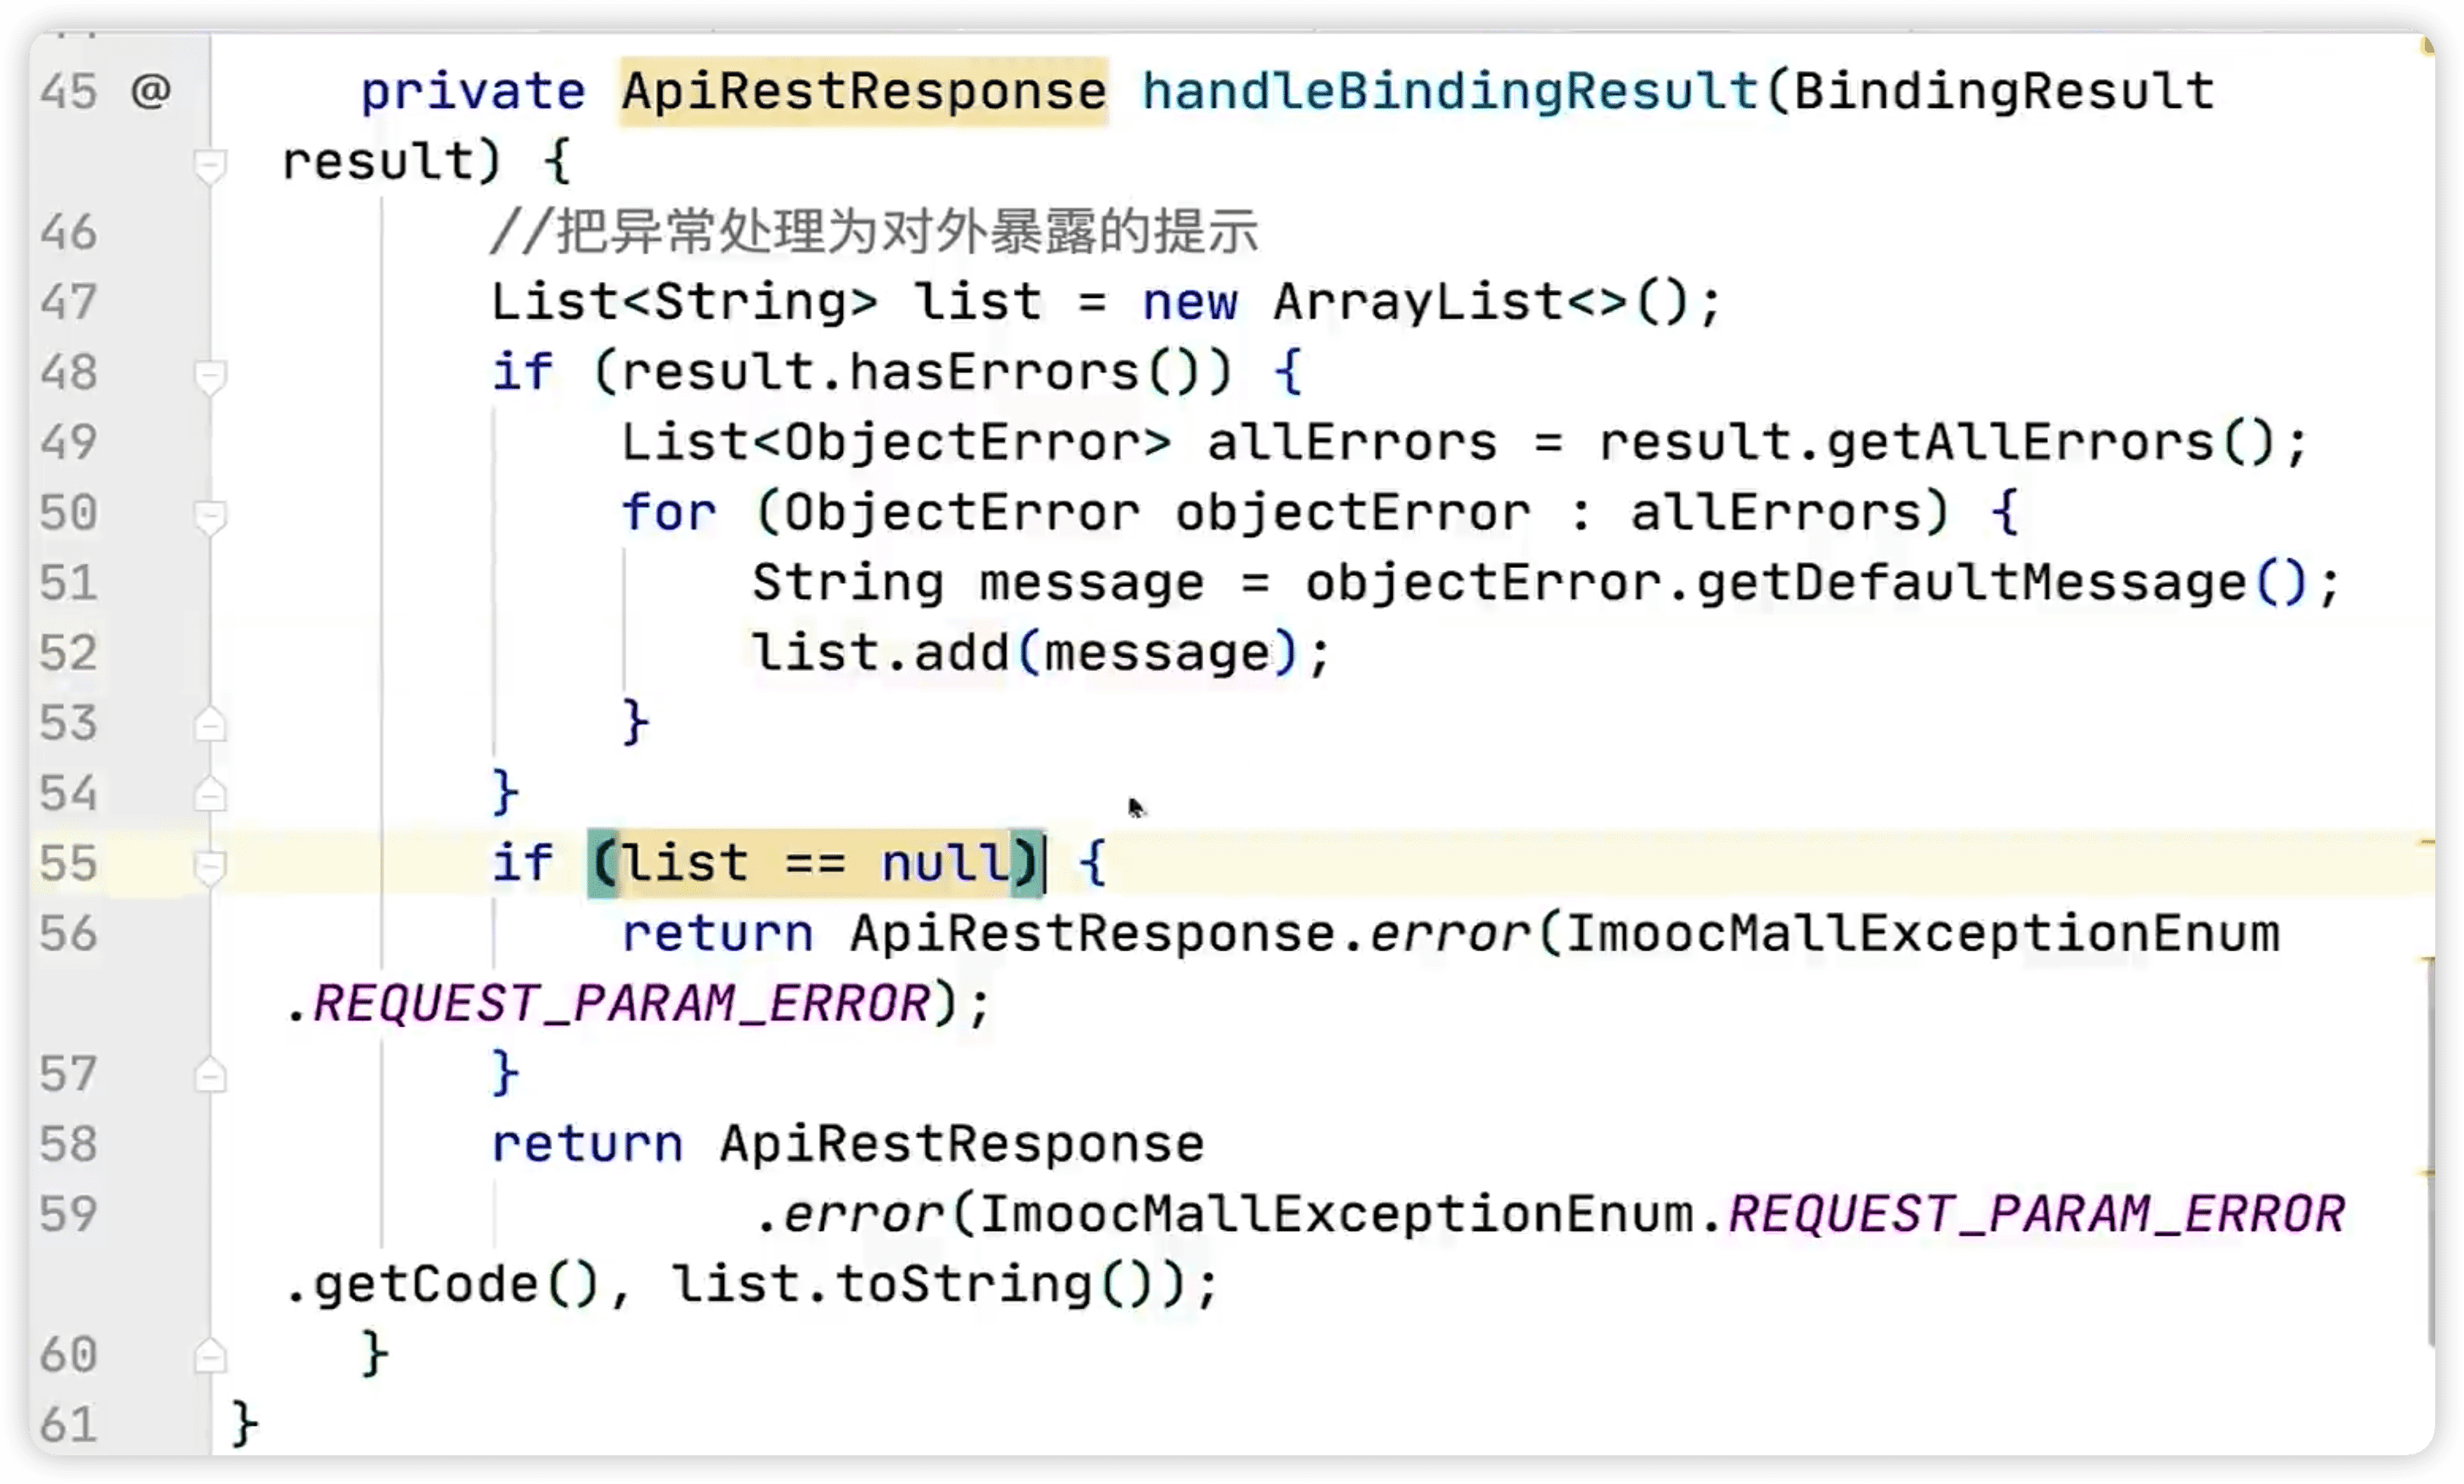 45 @ private ApiRestResponse handleBindingResult(BindingResult
result) {
46 //把异常处理为对外暴露的提示
47 List<String> list = new ArrayList<>();
48 if (result.hasErrors()) {
49 List<ObjectError> allErrors = result.getAllErrors();
50 for (ObjectError objectError : allErrors) {
51 String message = objectError.getDefaultMessage();
52 list.add(message);
53 }
54 }
55 if (list == null) {
56 return ApiRestResponse.error(ImoocMallExceptionEnum
.REQUEST_PARAM_ERROR);
57 }
58 return ApiRestResponse
59 .error(ImoocMallExceptionEnum.REQUEST_PARAM_ERROR
.getCode(), list.toString());
60 }
61 }